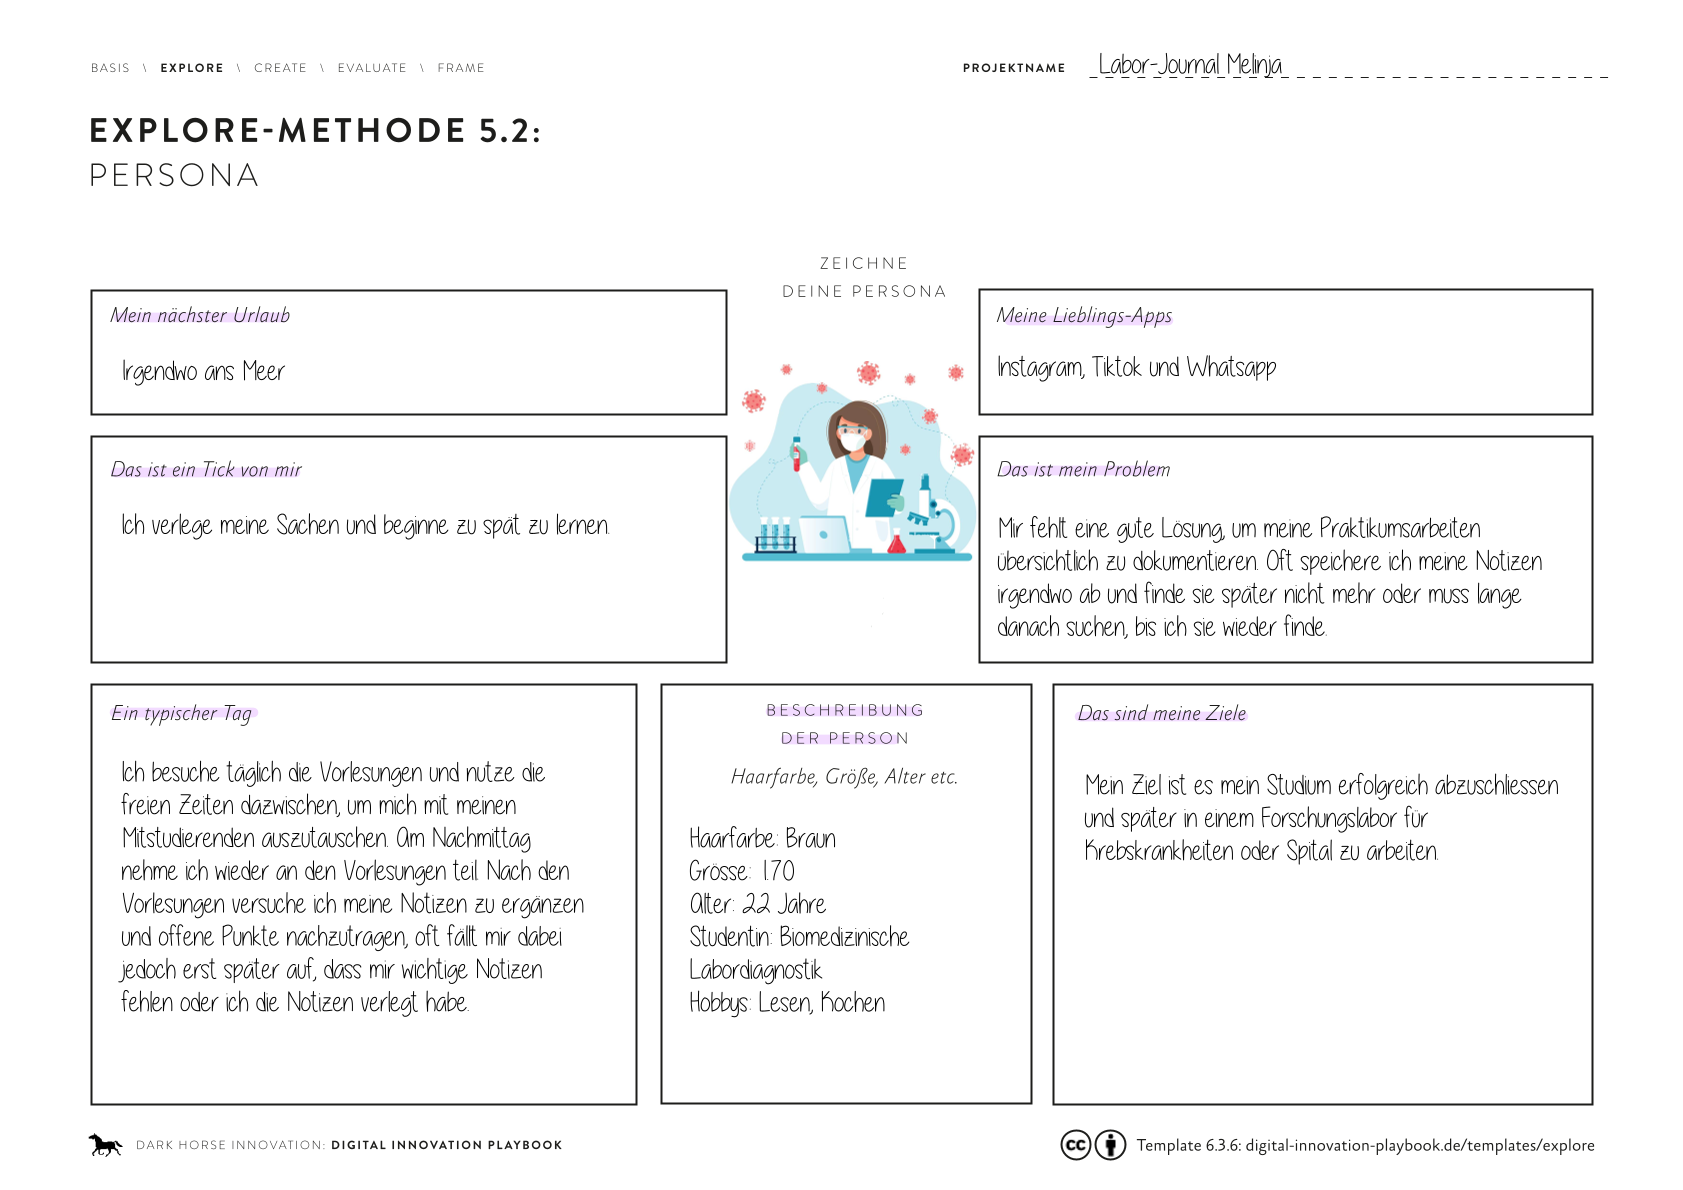 BASIS \ EXPLORE \ CREATE \ EVALUATE \ FRAME
PROJEKTNAME Labor-Journal Melinja
EXPLORE-METHODE 5.2:
PERSONA
ZEICHNE
DEINE PERSONA
Mein nächster Urlaub
Irgendwo ans Meer
Meine Lieblings-Apps
Instagram, Tiktok und Whatsapp
Das ist ein Tick von mir
Ich verlege meine Sachen und beginne zu spät zu lernen.
Das ist mein Problem
Mir fehlt eine gute Lösung, um meine Praktikumsarbeiten
übersichtlich zu dokumentieren. Oft speichere ich meine Notizen
irgendwo ab und finde sie später nicht mehr oder muss lange
danach suchen, bis ich sie wieder finde.
Ein typischer Tag
Ich besuche täglich die Vorlesungen und nutze die
freien Zeiten dazwischen, um mich mit meinen
Mitstudierenden auszutauschen. Am Nachmittag
nehme ich wieder an den Vorlesungen teil. Nach den
Vorlesungen versuche ich meine Notizen zu ergänzen
und offene Punkte nachzutragen, oft fällt mir dabei
jedoch erst später auf, dass mir wichtige Notizen
fehlen oder ich die Notizen verlegt habe.
BESCHREIBUNG
DER PERSON
Haarfarbe, Größe, Alter etc.
Haarfarbe: Braun
Grösse: 1.70
Alter: 22 Jahre
Studentin: Biomedizinische
Labordiagnostik
Hobbys: Lesen, Kochen
Das sind meine Ziele
Mein Ziel ist es mein Studium erfolgreich abzuschliessen
und später in einem Forschungslabor für
Krebskrankheiten oder Spital zu arbeiten.
DARK HORSE INNOVATION: DIGITAL INNOVATION PLAYBOOK
cc Template 6.3.6: digital-innovation-playbook.de/templates/explore